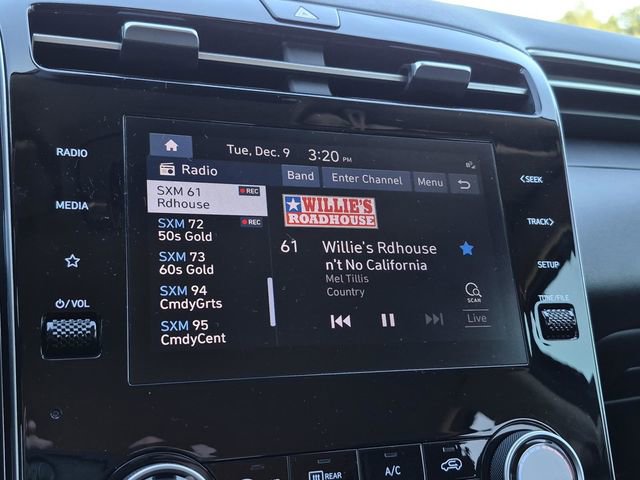 Tue, Dec. 9 3:20 PM
Radio
Band
Enter Channel
Menu
SXM 61 REC
Rdhouse
SXM 72 REC
50s Gold
SXM 73
60s Gold
SXM 94
CmdyGrts
SXM 95
CmdyCent
WILLIE'S
ROADHOUSE
61 Willie's Rdhouse
n't No California
Mel Tillis
Country
SCAN
Live
RADIO
MEDIA
/VOL
<SEEK
TRACK>
SETUP
TUNE/FILE
REAR
A/C